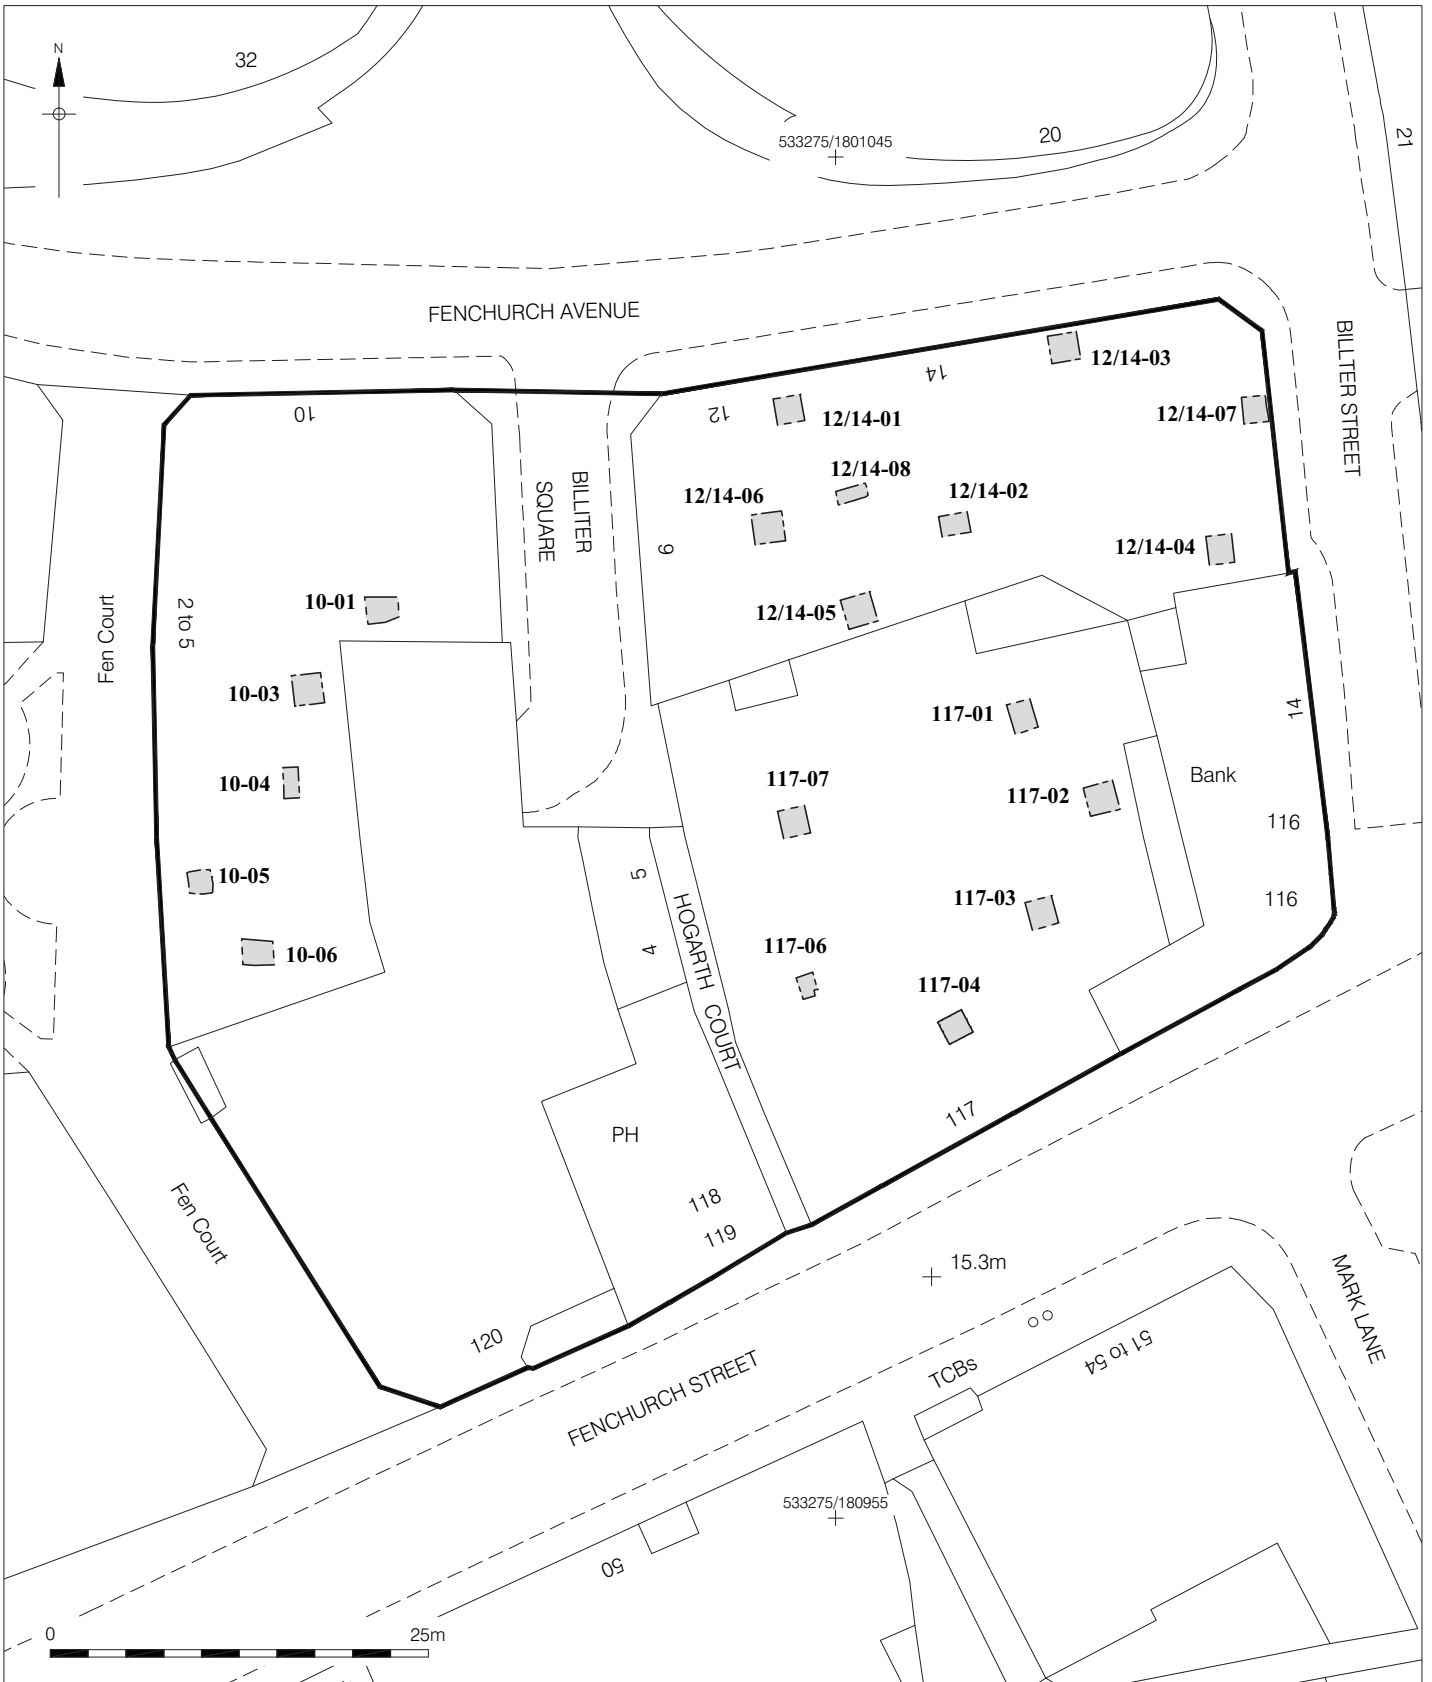 N
32
533275/1801045
20
21
FENCHURCH AVENUE
BILLTER STREET
12/14-03
14
10
12
12/14-01
12/14-07
12/14-08
12/14-06
12/14-02
BILLITER
SQUARE
9
12/14-04
10-01
12/14-05
Fen Court
2 to 5
10-03
117-01
14
10-04
117-07
117-02
Bank
116
10-05
5
117-03
116
HOGARTH COURT
4
117-06
10-06
117-04
117
PH
118
Fen Court
119
15.3m
MARK LANE
120
51 to 54
TCBs
FENCHURCH STREET
533275/180955
50
0
25m